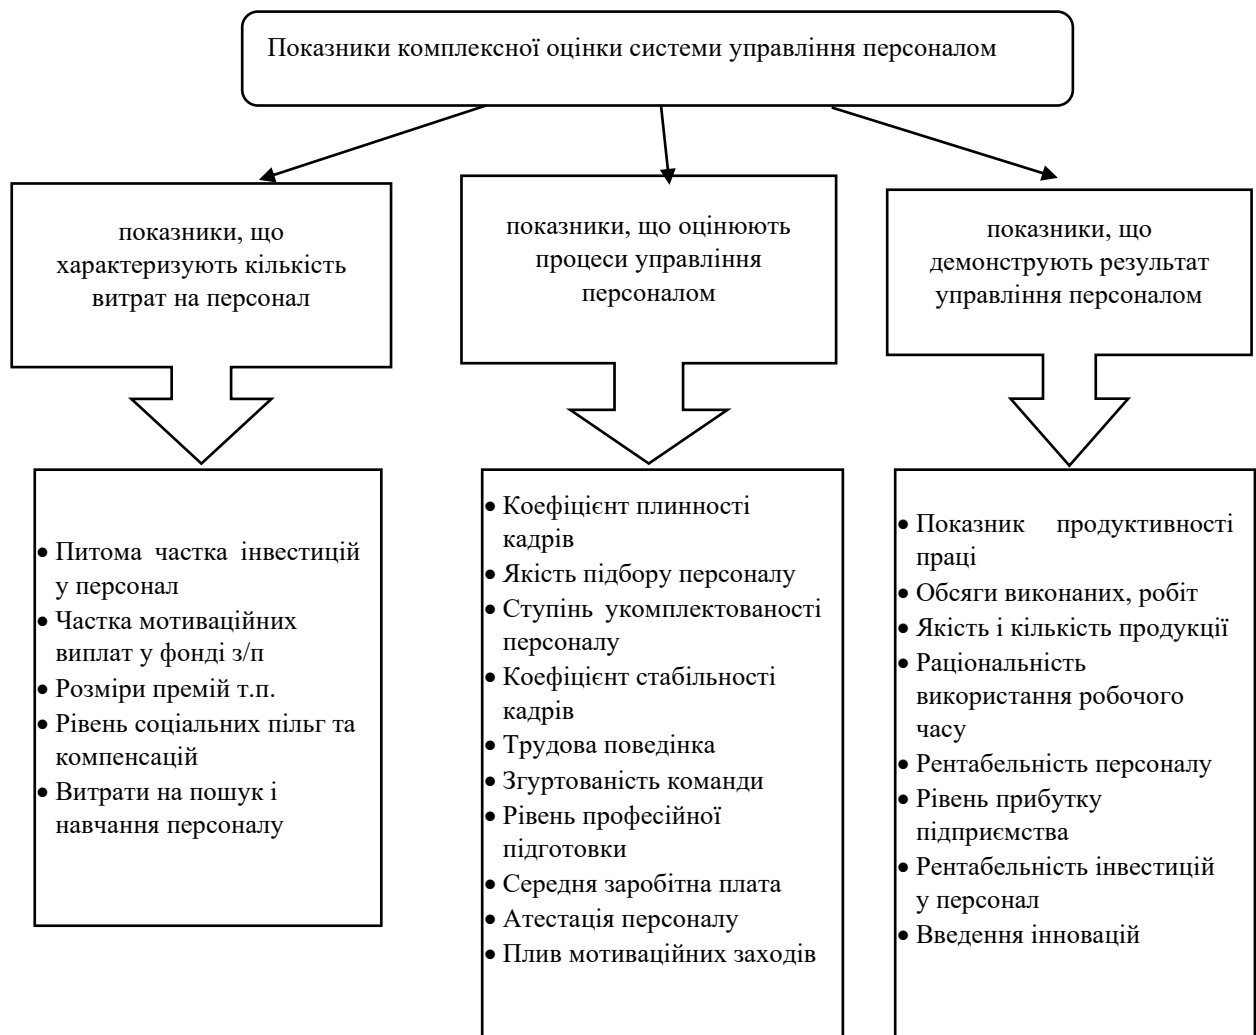 Показники комплексної оцінки системи управління персоналом
показники, що
характеризують кількість
витрат на персонал
показники, що оцінюють
процеси управління
персоналом
показники, що
демонструють результат
управління персоналом
• Питома частка інвестицій
у персонал
• Частка мотиваційних
виплат у фонді з/п
• Розміри премій т.п.
• Рівень соціальних пільг та
компенсацій
• Витрати на пошук і
навчання персоналу
• Коефіцієнт плинності
кадрів
• Якість підбору персоналу
• Ступінь укомплектованості
персоналу
• Коефіцієнт стабільності
кадрів
• Трудова поведінка
• Згуртованість команди
• Рівень професійної
підготовки
• Середня заробітна плата
• Атестація персоналу
• Плив мотиваційних заходів
• Показник продуктивності
праці
• Обсяги виконаних, робіт
• Якість і кількість продукції
• Раціональність
використання робочого
часу
• Рентабельність персоналу
• Рівень прибутку
підприємства
• Рентабельність інвестицій
у персонал
• Введення інновацій